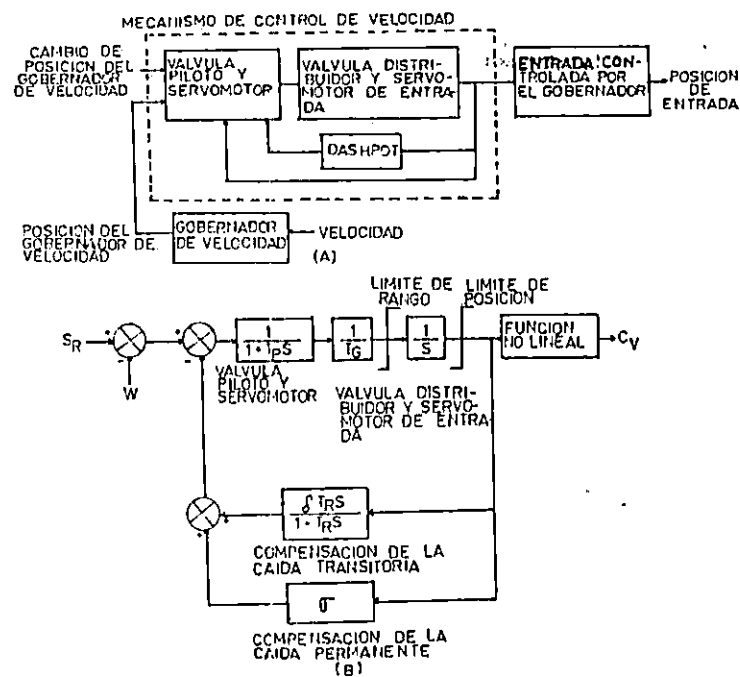 MECANISMO DE CONTROL DE VELOCIDAD
CAMBIO DE
POSICION DEL
GOBERNADOR
DE VELOCIDAD
VALVULA
PILOTO Y
SERVOMOTOR
VALVULA DISTRI-
BUIDOR Y SERVO-
MOTOR DE ENTRA-
DA
ENTRADA CON-
TROLADA POR
EL GOBERNADOR
POSICION
DE
ENTRADA
DASHPOT
POSICION DEL
GOBERNADOR DE
VELOCIDAD
GOBERNADOR
DE VELOCIDAD
VELOCIDAD
(A)
LIMITE DE
RANGO
LIMITE DE
POSICION
S_R
W
1
1 + T_P S
VALVULA
PILOTO Y
SERVOMOTOR
1
T_G
1
S
VALVULA DISTRI-
BUIDOR Y SERVO-
MOTOR DE ENTRA-
DA
FUNCION
NO LINEAL
C_V
δ T_R S
1 + T_R S
COMPENSACION DE LA
CAIDA TRANSITORIA
σ
COMPENSACION DE LA
CAIDA PERMANENTE
(B)